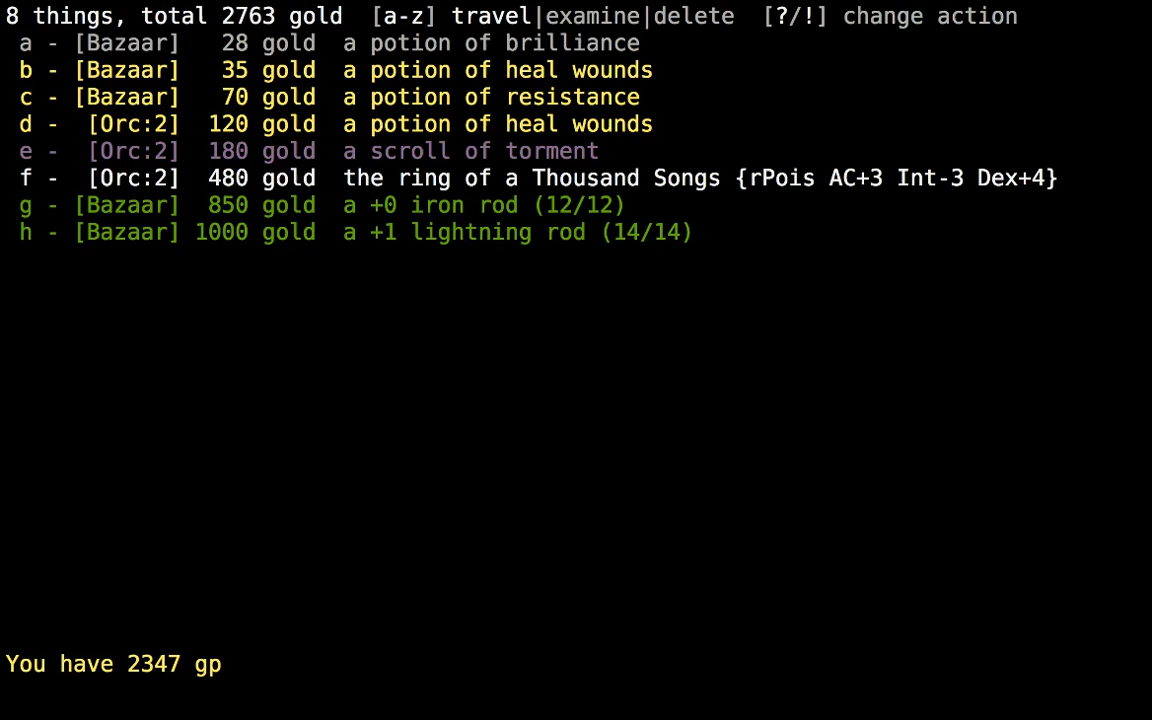 8 things, total 2763 gold  [a-z] travel|examine|delete  [?/!] change action
a - [Bazaar]   28 gold  a potion of brilliance
b - [Bazaar]   35 gold  a potion of heal wounds
c - [Bazaar]   70 gold  a potion of resistance
d -  [Orc:2]  120 gold  a potion of heal wounds
e -  [Orc:2]  180 gold  a scroll of torment
f -  [Orc:2]  480 gold  the ring of a Thousand Songs {rPois AC+3 Int-3 Dex+4}
g - [Bazaar]  850 gold  a +0 iron rod (12/12)
h - [Bazaar] 1000 gold  a +1 lightning rod (14/14)
You have 2347 gp